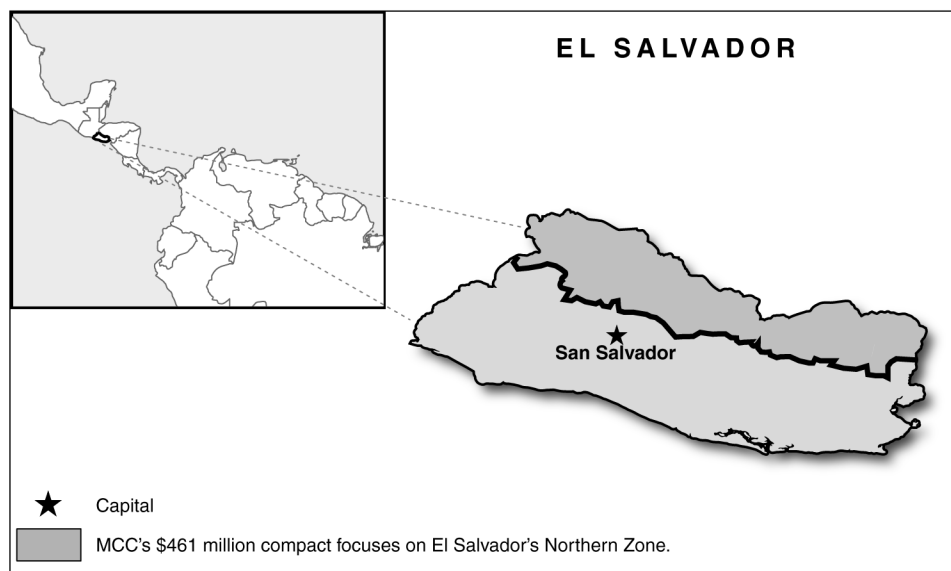 EL SALVADOR
San Salvador
Capital
MCC's $461 million compact focuses on El Salvador's Northern Zone.